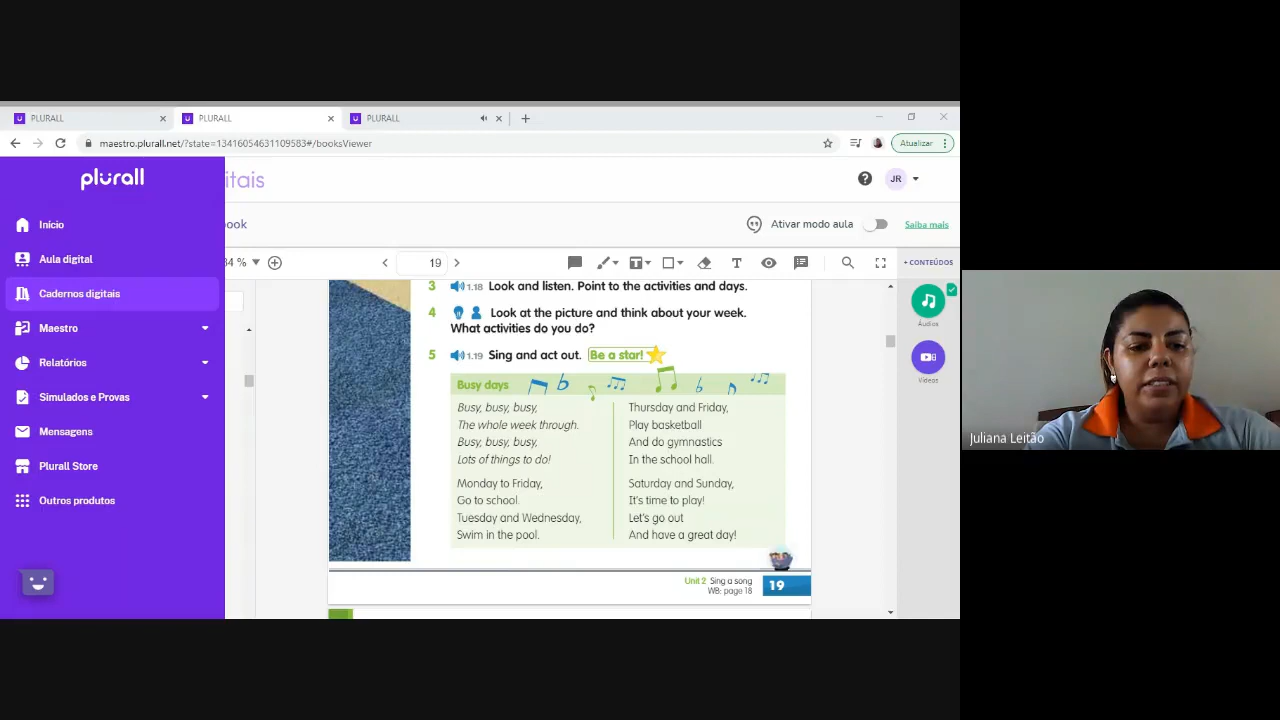 PLURALL
PLURALL
PLURALL
maestro.plurall.net/?state=13416054631109583#/booksViewer
Atualizar
plurall
itais
JR
Início
Aula digital
Cadernos digitais
Maestro
Relatórios
Simulados e Provas
Mensagens
Plurall Store
Outros produtos
book
Ativar modo aula
Saiba mais
34 %
19
+ CONTEÚDOS
Áudios
Vídeos
3 1.18 Look and listen. Point to the activities and days.
4 Look at the picture and think about your week.
What activities do you do?
5 1.19 Sing and act out. Be a star!
Busy days
Busy, busy, busy,
The whole week through.
Busy, busy, busy,
Lots of things to do!
Monday to Friday,
Go to school.
Tuesday and Wednesday,
Swim in the pool.
Thursday and Friday,
Play basketball
And do gymnastics
In the school hall.
Saturday and Sunday,
It's time to play!
Let's go out
And have a great day!
Unit 2 Sing a song
WB: page 18
19
Juliana Leitão